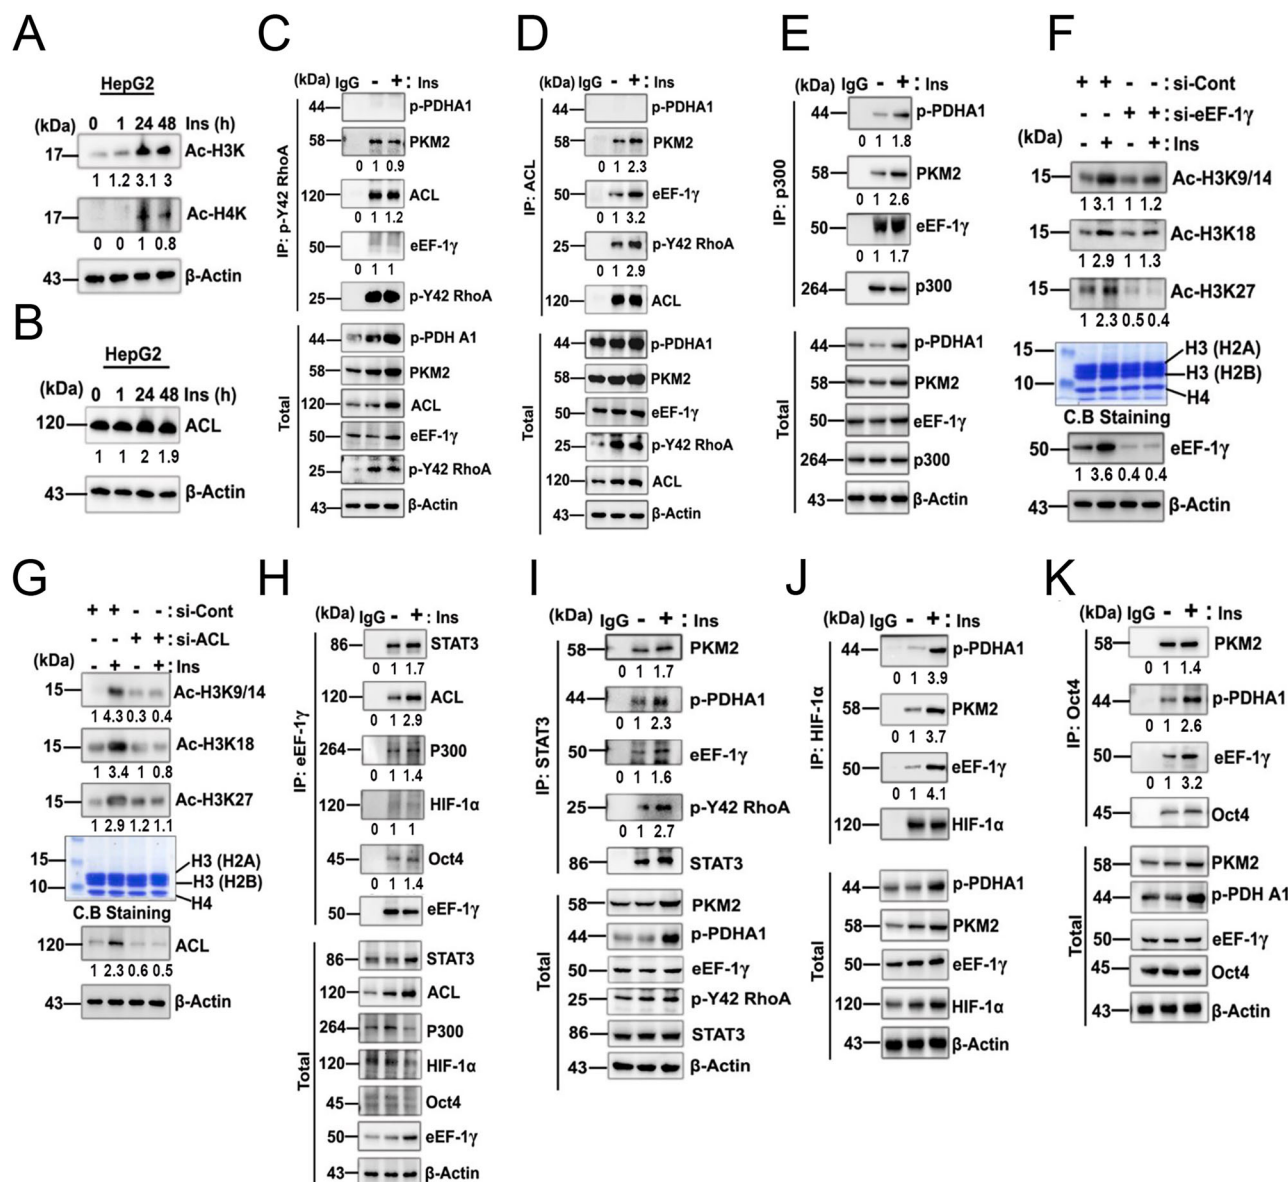 A
HepG2
(kDa) 0 1 24 48 Ins (h)
17 Ac-H3K
1 1.2 3.1 3
17 Ac-H4K
0 0 1 0.8
43 β-Actin
B
HepG2
(kDa) 0 1 24 48 Ins (h)
120 ACL
1 1 2 1.9
43 β-Actin
C
(kDa) IgG - + : Ins
IP: p-Y42 RhoA
44 p-PDHA1
58 PKM2
0 1 0.9
120 ACL
0 1 1.2
50 eEF-1γ
0 1 1
25 p-Y42 RhoA
Total
44 p-PDH A1
58 PKM2
120 ACL
50 eEF-1γ
25 p-Y42 RhoA
43 β-Actin
D
(kDa) IgG - + : Ins
IP: ACL
44 p-PDHA1
58 PKM2
0 1 2.3
50 eEF-1γ
0 1 3.2
25 p-Y42 RhoA
0 1 2.9
120 ACL
Total
44 p-PDHA1
58 PKM2
50 eEF-1γ
25 p-Y42 RhoA
120 ACL
43 β-Actin
E
(kDa) IgG - + : Ins
IP: p300
44 p-PDHA1
0 1 1.8
58 PKM2
0 1 2.6
50 eEF-1γ
0 1 1.7
264 p300
Total
44 p-PDHA1
58 PKM2
50 eEF-1γ
264 p300
43 β-Actin
F
+ + - - : si-Cont
- - + + : si-eEF-1γ
(kDa) - + - + : Ins
15 Ac-H3K9/14
1 3.1 1 1.2
15 Ac-H3K18
1 2.9 1 1.3
15 Ac-H3K27
1 2.3 0.5 0.4
15 H3 (H2A)
H3 (H2B)
10 H4
C.B Staining
50 eEF-1γ
1 3.6 0.4 0.4
43 β-Actin
G
+ + - - : si-Cont
- - + + : si-ACL
(kDa) - + - + : Ins
15 Ac-H3K9/14
1 4.3 0.3 0.4
15 Ac-H3K18
1 3.4 1 0.8
15 Ac-H3K27
1 2.9 1.2 1.1
15 H3 (H2A)
10 H3 (H2B)
H4
C.B Staining
120 ACL
1 2.3 0.6 0.5
43 β-Actin
H
(kDa) IgG - + : Ins
IP: eEF-1γ
86 STAT3
0 1 1.7
120 ACL
0 1 2.9
264 P300
0 1 1.4
120 HIF-1α
0 1 1
45 Oct4
0 1 1.4
50 eEF-1γ
Total
86 STAT3
120 ACL
264 P300
120 HIF-1α
45 Oct4
50 eEF-1γ
43 β-Actin
I
(kDa) IgG - + : Ins
IP: STAT3
58 PKM2
0 1 1.7
44 p-PDHA1
0 1 2.3
50 eEF-1γ
0 1 1.6
25 p-Y42 RhoA
0 1 2.7
86 STAT3
Total
58 PKM2
44 p-PDHA1
50 eEF-1γ
25 p-Y42 RhoA
86 STAT3
43 β-Actin
J
(kDa) IgG - + : Ins
IP: HIF-1α
44 p-PDHA1
0 1 3.9
58 PKM2
0 1 3.7
50 eEF-1γ
0 1 4.1
120 HIF-1α
Total
44 p-PDHA1
58 PKM2
50 eEF-1γ
120 HIF-1α
43 β-Actin
K
(kDa) IgG - + : Ins
IP: Oct4
58 PKM2
0 1 1.4
44 p-PDHA1
0 1 2.6
50 eEF-1γ
0 1 3.2
45 Oct4
Total
58 PKM2
44 p-PDH A1
50 eEF-1γ
45 Oct4
43 β-Actin